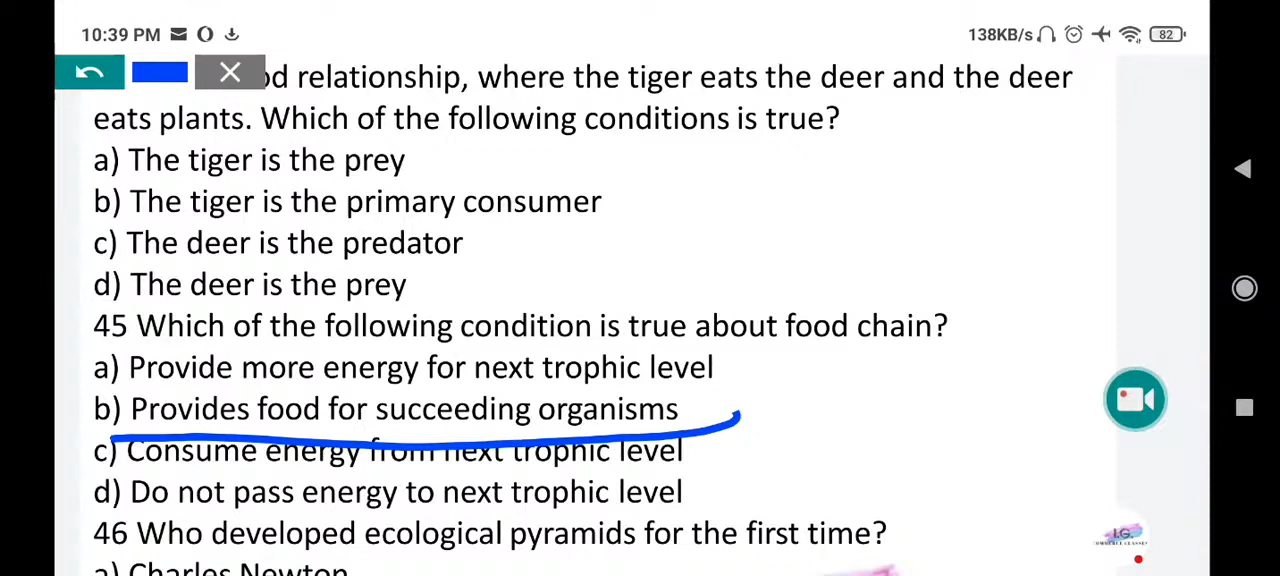 10:39 PM
138KB/s 82
od relationship, where the tiger eats the deer and the deer
eats plants. Which of the following conditions is true?
a) The tiger is the prey
b) The tiger is the primary consumer
c) The deer is the predator
d) The deer is the prey
45 Which of the following condition is true about food chain?
a) Provide more energy for next trophic level
b) Provides food for succeeding organisms
c) Consume energy from next trophic level
d) Do not pass energy to next trophic level
46 Who developed ecological pyramids for the first time?
I.G.
a) Charles Newton